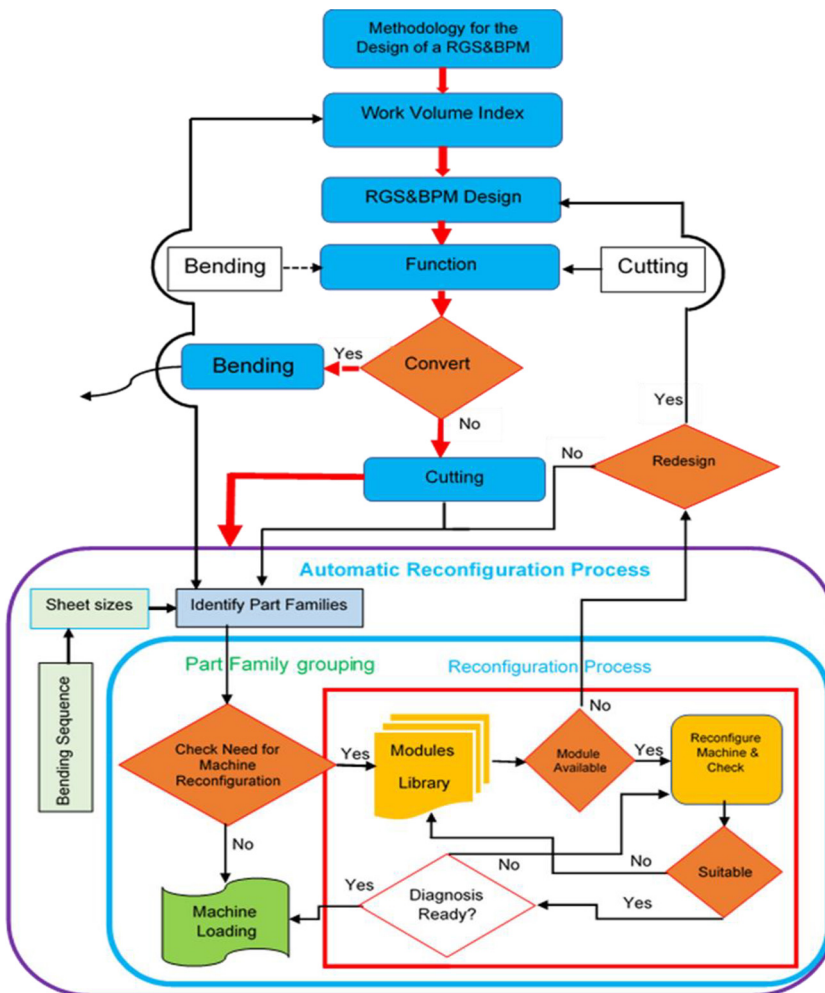 Methodology for the
Design of a RGS&BPM
Work Volume Index
RGS&BPM Design
Bending
Function
Cutting
Bending
Yes
Convert
No
Yes
Redesign
No
Cutting
Automatic Reconfiguration Process
Sheet sizes
Identify Part Families
Bending Sequence
Part Family grouping
Reconfiguration Process
No
Check Need for
Machine
Reconfiguration
Yes
Modules
Library
Module
Available
Yes
Reconfigure
Machine &
Check
No
Machine
Loading
Yes
Diagnosis
Ready?
No
No
Suitable
Yes